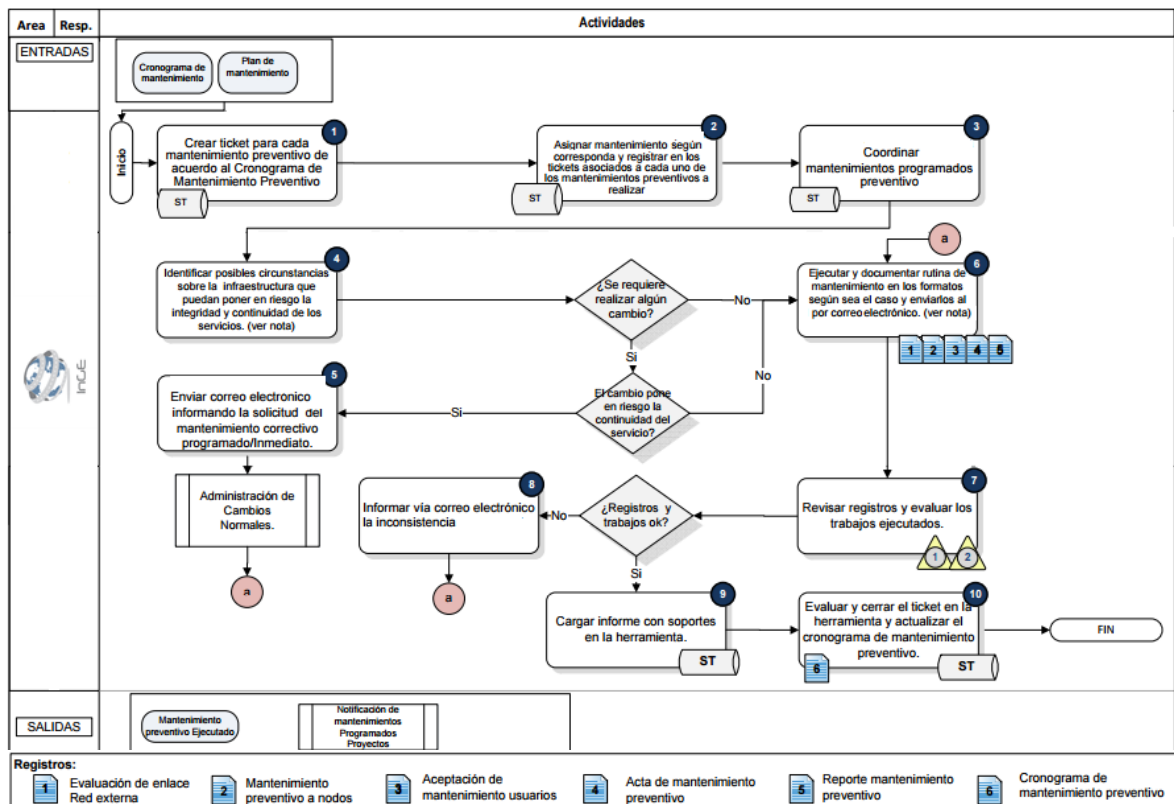 Area
Resp.
Actividades
ENTRADAS
Cronograma de
mantenimiento
Plan de
mantenimiento
Inicio
1
Crear ticket para cada
mantenimiento preventivo de
acuerdo al Cronograma de
Mantenimiento Preventivo
ST
2
Asignar mantenimiento según
corresponda y registrar en los
tickets asociados a cada uno de
los mantenimientos preventivos a
realizar
ST
3
Coordinar
mantenimientos programados
preventivo
ST
a
4
Identificar posibles circunstancias
sobre la infraestructura que
puedan poner en riesgo la
integridad y continuidad de los
servicios. (ver nota)
¿Se requiere
realizar algún
cambio?
No
Si
6
Ejecutar y documentar rutina de
mantenimiento en los formatos
según sea el caso y enviarlos al
por correo electrónico. (ver nota)
1
2
3
4
5
InGE
5
Enviar correo electronico
informando la solicitud del
mantenimiento correctivo
programado/Inmediato.
Si
El cambio pone
en riesgo la
continuidad del
servicio?
No
Administración de
Cambios
Normales.
a
8
Informar vía correo electrónico
la inconsistencia
a
No
¿Registros y
trabajos ok?
Si
7
Revisar registros y evaluar los
trabajos ejecutados.
1
2
9
Cargar informe con soportes
en la herramienta.
ST
10
Evaluar y cerrar el ticket en la
herramienta y actualizar el
cronograma de mantenimiento
preventivo.
6
ST
FIN
SALIDAS
Mantenimiento
preventivo Ejecutado
Notificación de
mantenimientos
Programados
Proyectos
Registros:
1
Evaluación de enlace
Red externa
2
Mantenimiento
preventivo a nodos
3
Aceptación de
mantenimiento usuarios
4
Acta de mantenimiento
preventivo
5
Reporte mantenimiento
preventivo
6
Cronograma de
mantenimiento preventivo